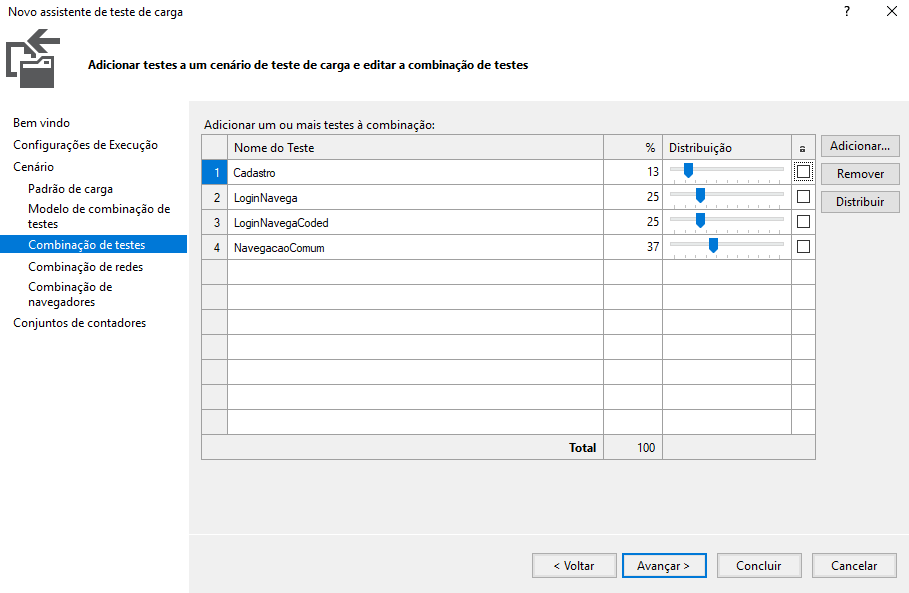 Novo assistente de teste de carga
?
Adicionar testes a um cenário de teste de carga e editar a combinação de testes
Bem vindo
Configurações de Execução
Cenário
Padrão de carga
Modelo de combinação de
testes
Combinação de testes
Combinação de redes
Combinação de
navegadores
Conjuntos de contadores
Adicionar um ou mais testes à combinação:
Nome do Teste % Distribuição
1 Cadastro 13
2 LoginNavega 25
3 LoginNavegaCoded 25
4 NavegacaoComum 37
Total 100
Adicionar...
Remover
Distribuir
< Voltar
Avançar >
Concluir
Cancelar